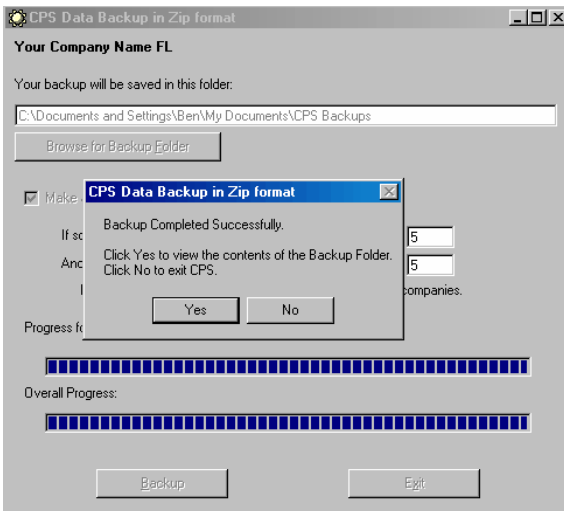 CPS Data Backup in Zip format
Your Company Name FL
Your backup will be saved in this folder:
C:\Documents and Settings\Ben\My Documents\CPS Backups
Browse for Backup Folder
Make
CPS Data Backup in Zip format
Backup Completed Successfully.
If
5
Click Yes to view the contents of the Backup Folder.
Click No to exit CPS.
5
companies.
Yes
No
Progress
Overall Progress:
Backup
Exit